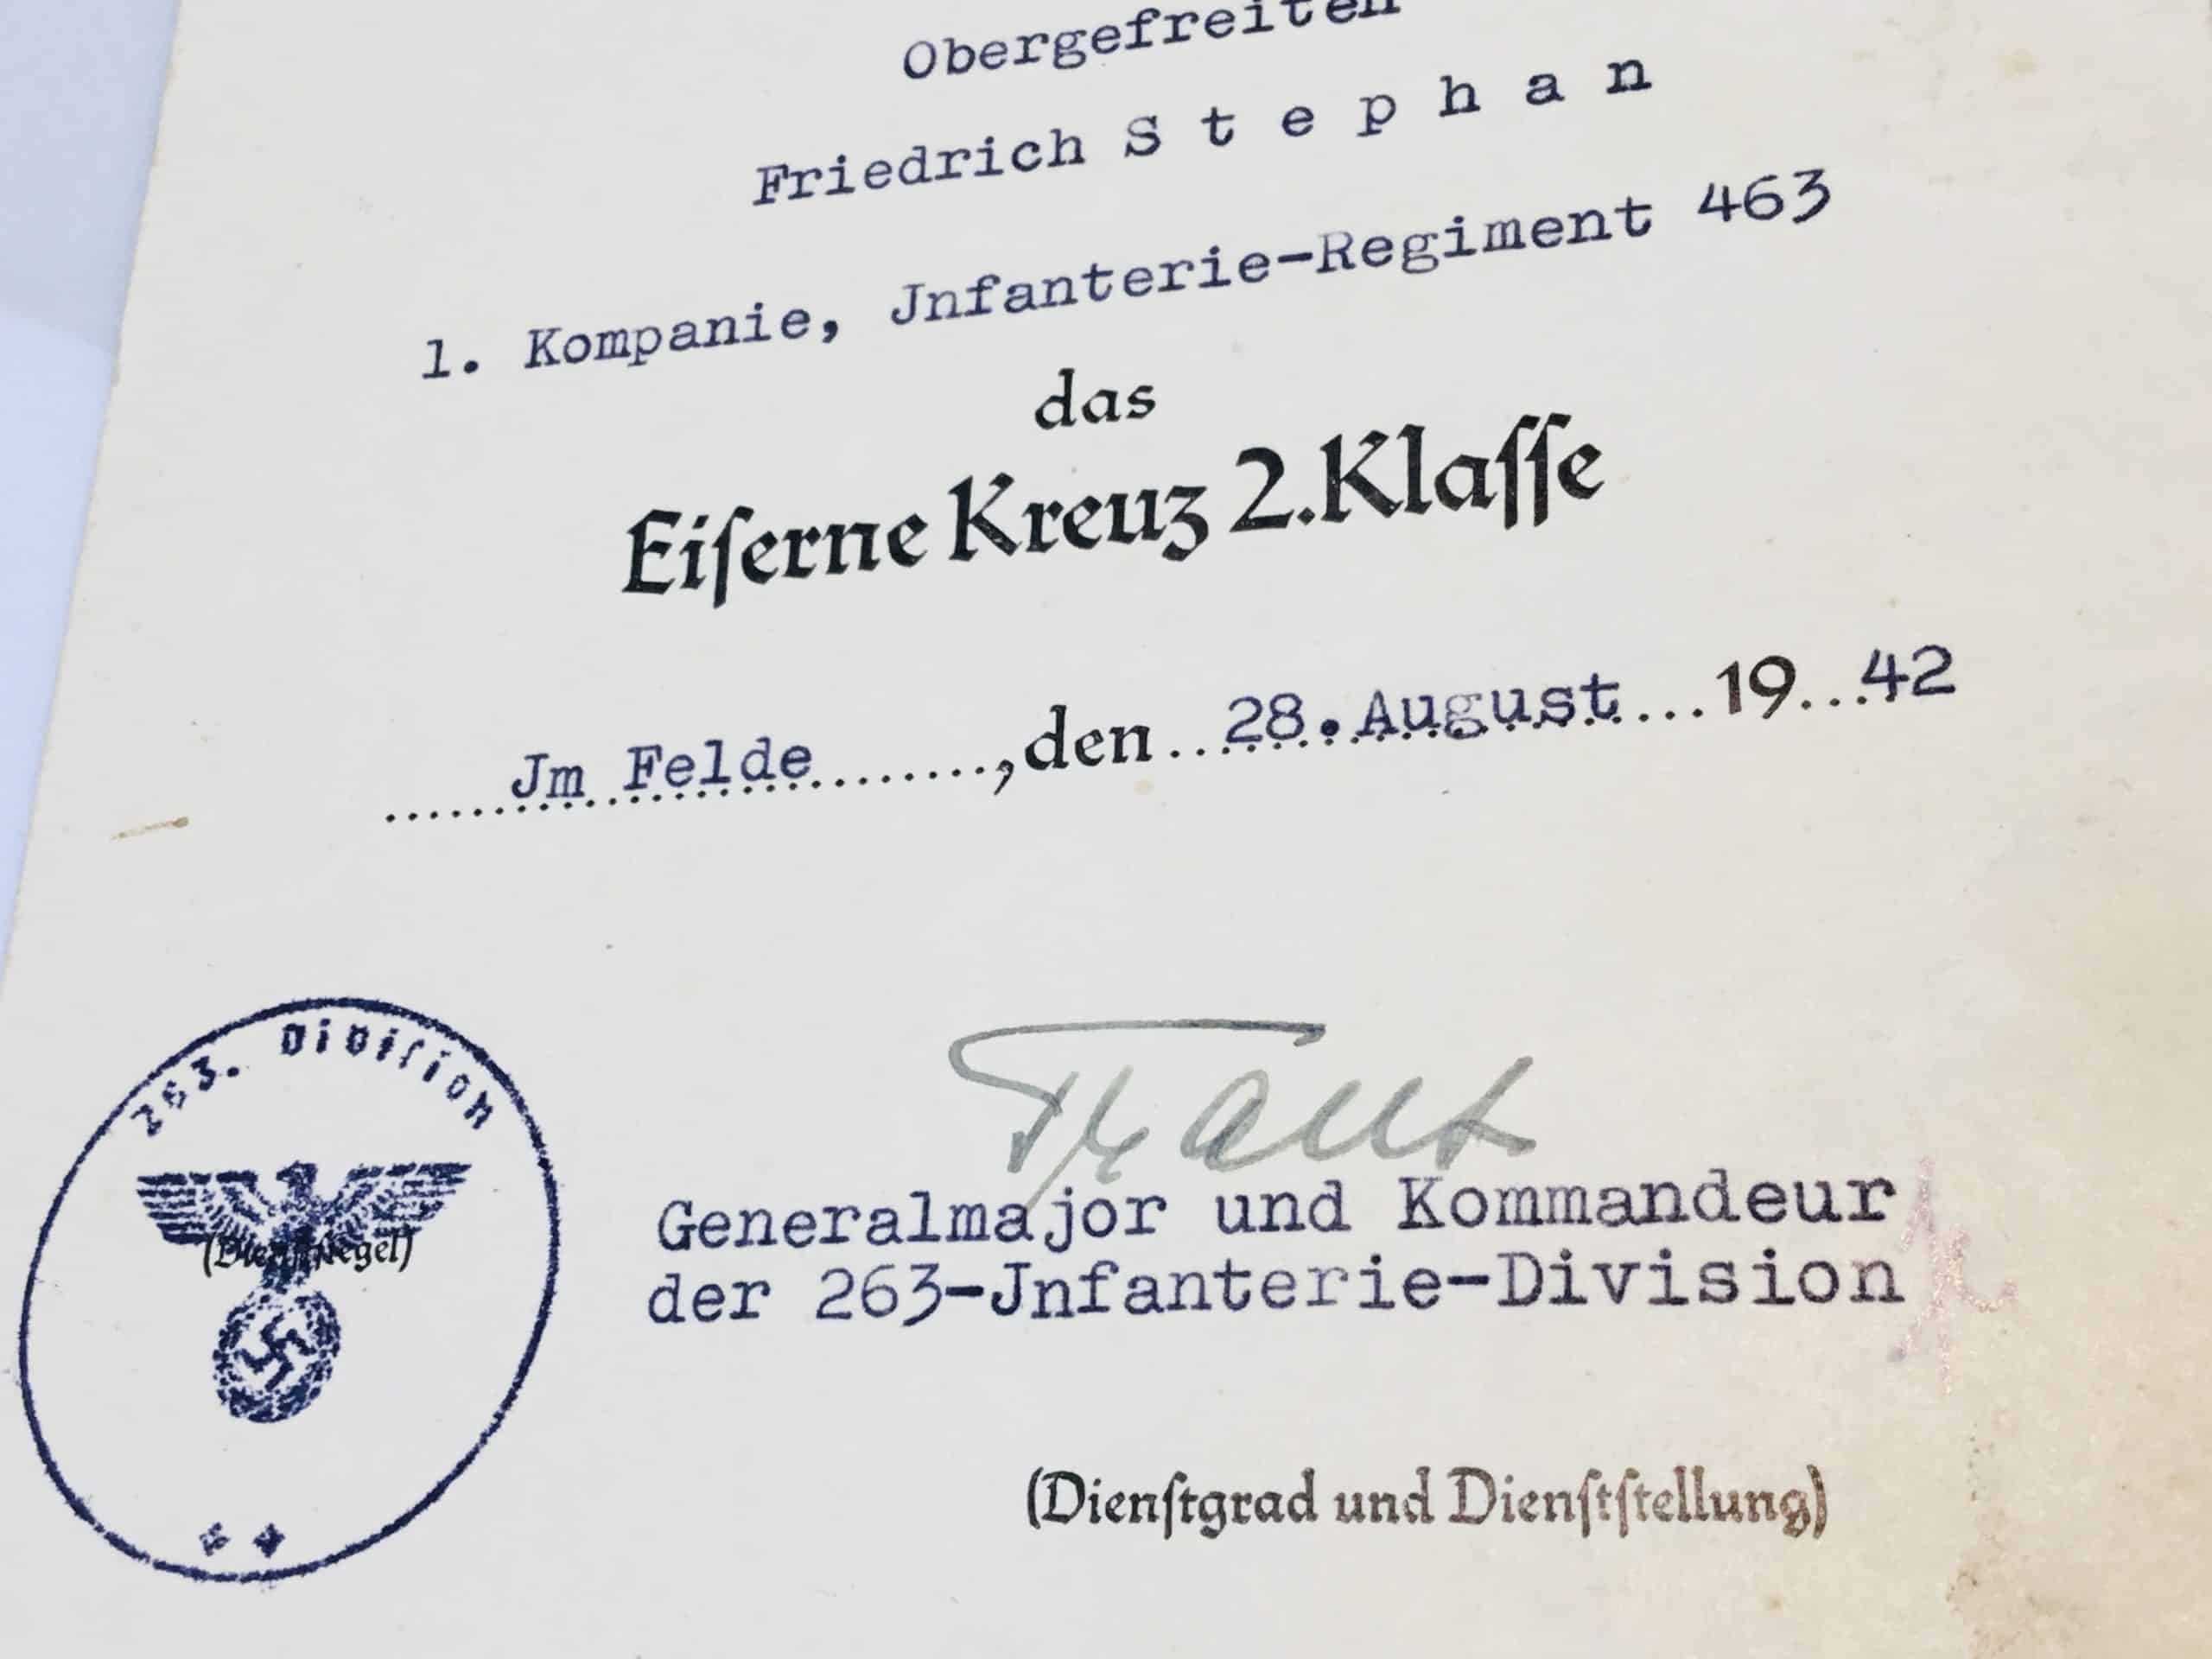 Obergefreiten
Friedrich S t e p h a n
1. Kompanie, Jnfanterie-Regiment 463
das
Eiſerne Kreuz 2. Klaſſe
Jm Felde ........, den .. 28. August ... 19 .. 42
263. Diviſion
(Dienſtſiegel)
Generalmajor und Kommandeur
der 263-Jnfanterie-Division
(Dienſtgrad und Dienſtſtellung)